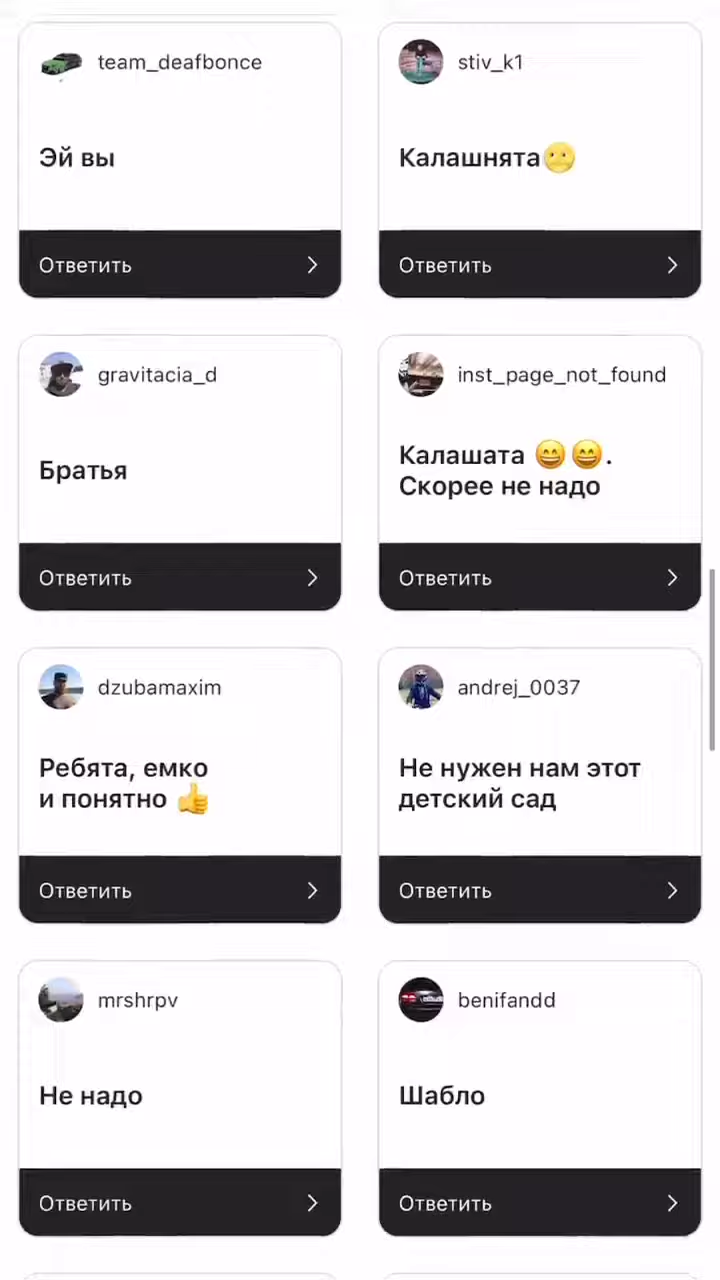 team_deafbonce
Эй вы
Ответить
stiv_k1
Калашнята😬
Ответить
gravitacia_d
Братья
Ответить
inst_page_not_found
Калашата 😄😄.
Скорее не надо
Ответить
dzubamaxim
Ребята, емко
и понятно 👍
Ответить
andrej_0037
Не нужен нам этот
детский сад
Ответить
mrshrpv
Не надо
Ответить
benifandd
Шабло
Ответить